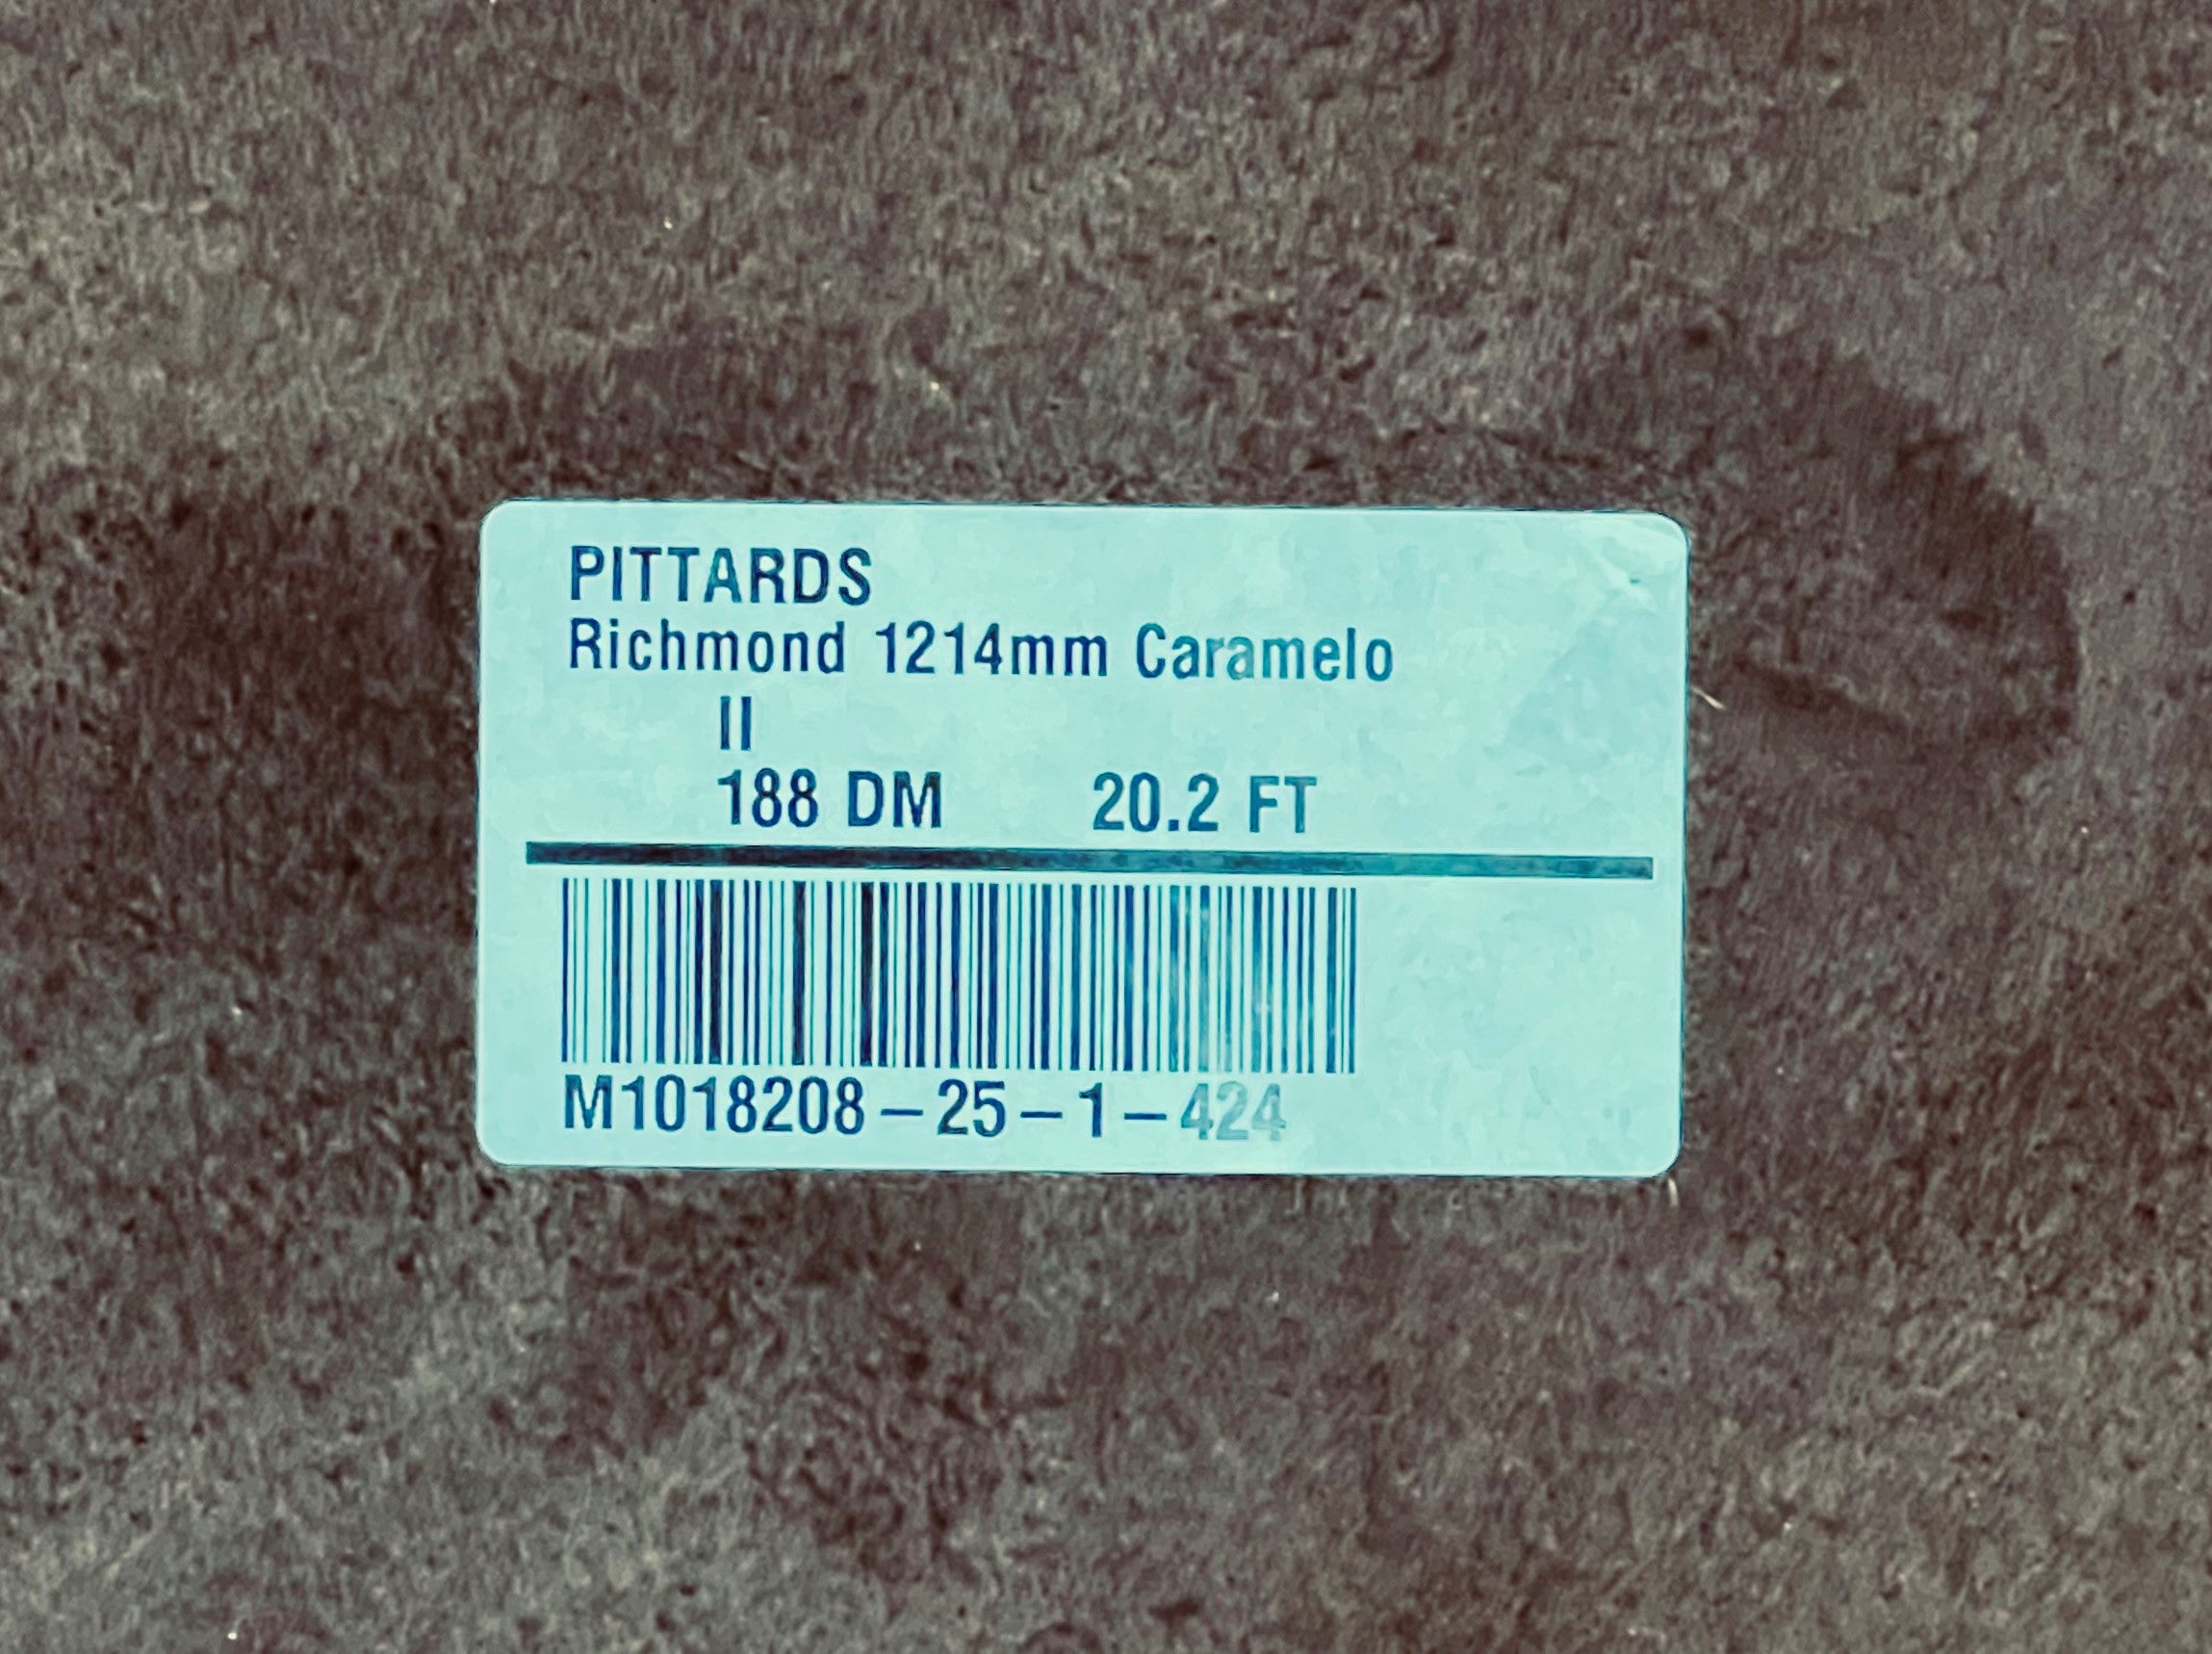 PITTARDS
Richmond 1214mm Caramelo
II
188 DM 20.2 FT
M1018208-25-1-424